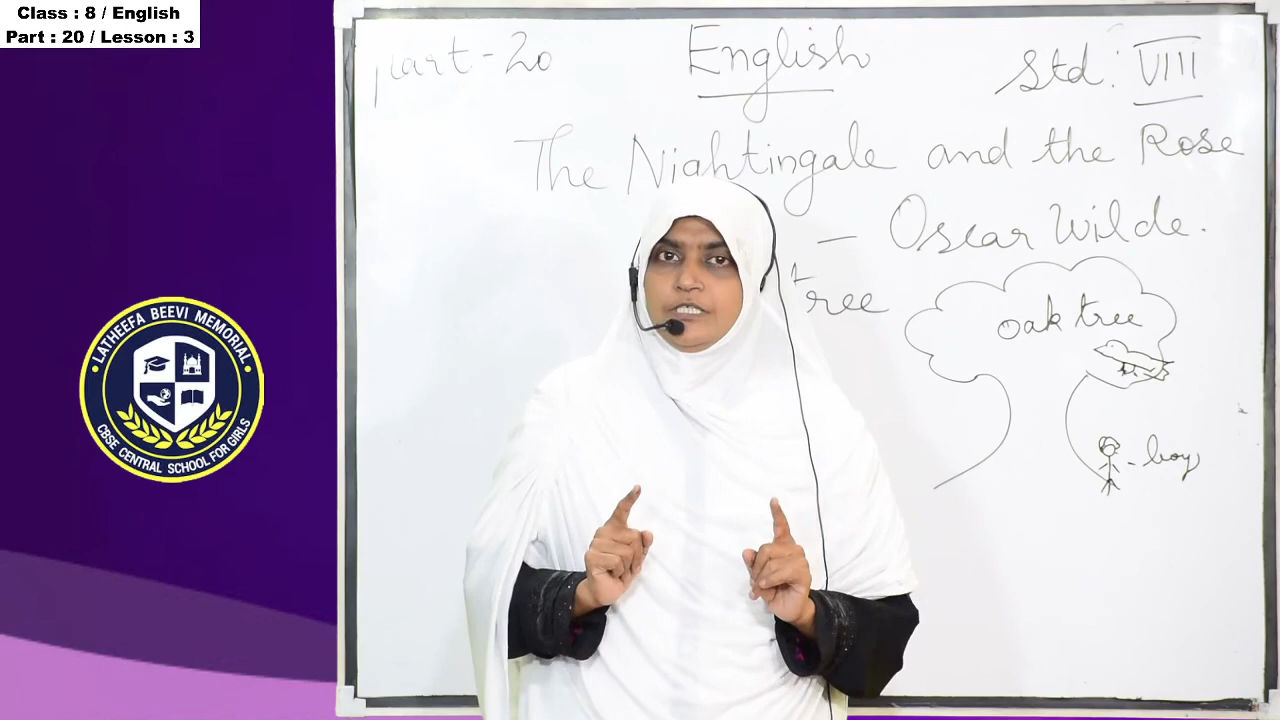 Class : 8 / English
Part : 20 / Lesson : 3
part-20 English Std: VIII
The Nightingale and the Rose
- Oscar Wilde.
tree
oak tree
- boy
LATHEEFA BEEVI MEMORIAL
CBSE CENTRAL SCHOOL FOR GIRLS